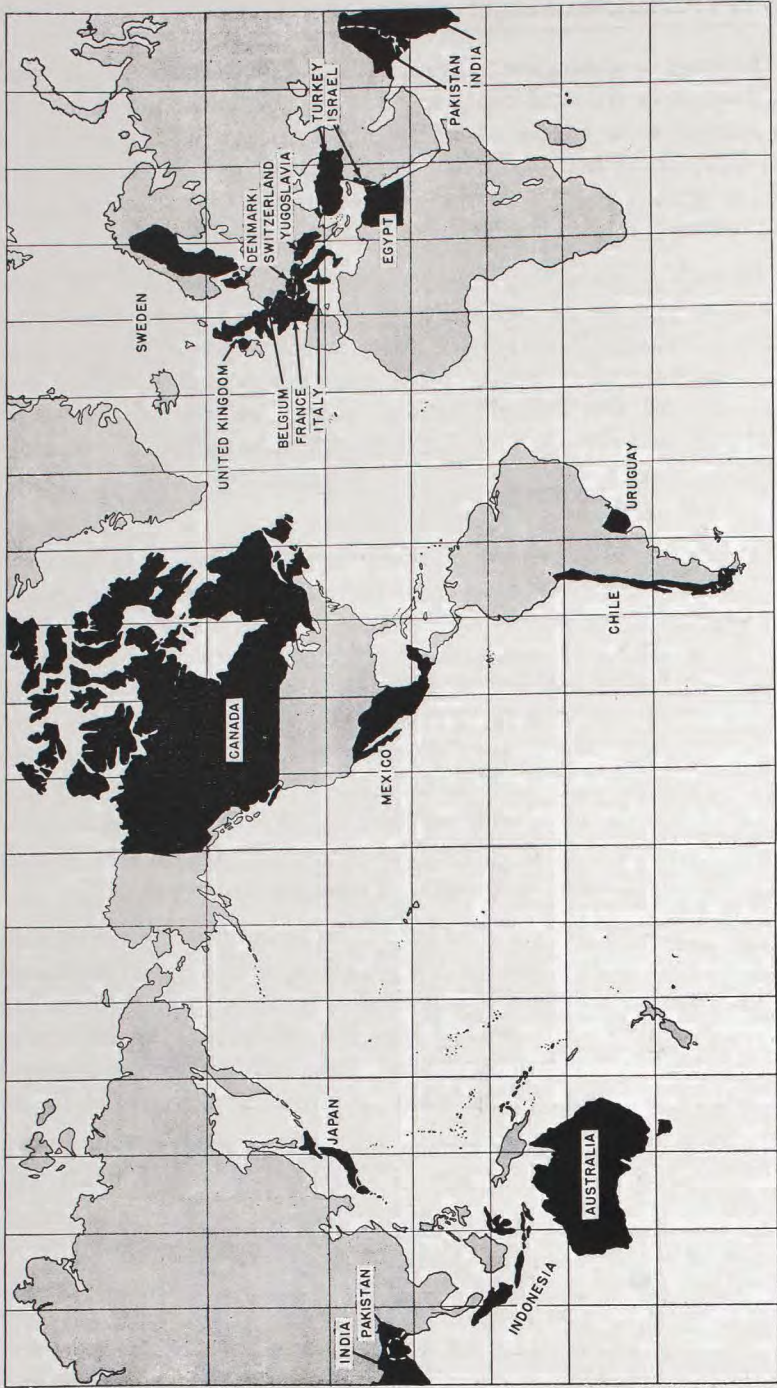 INDIA
PAKISTAN
INDONESIA
JAPAN
AUSTRALIA
CANADA
MEXICO
CHILE
URUGUAY
SWEDEN
UNITED KINGDOM
BELGIUM
FRANCE
ITALY
DENMARK
SWITZERLAND
YUGOSLAVIA
EGYPT
TURKEY
ISRAEL
PAKISTAN
INDIA